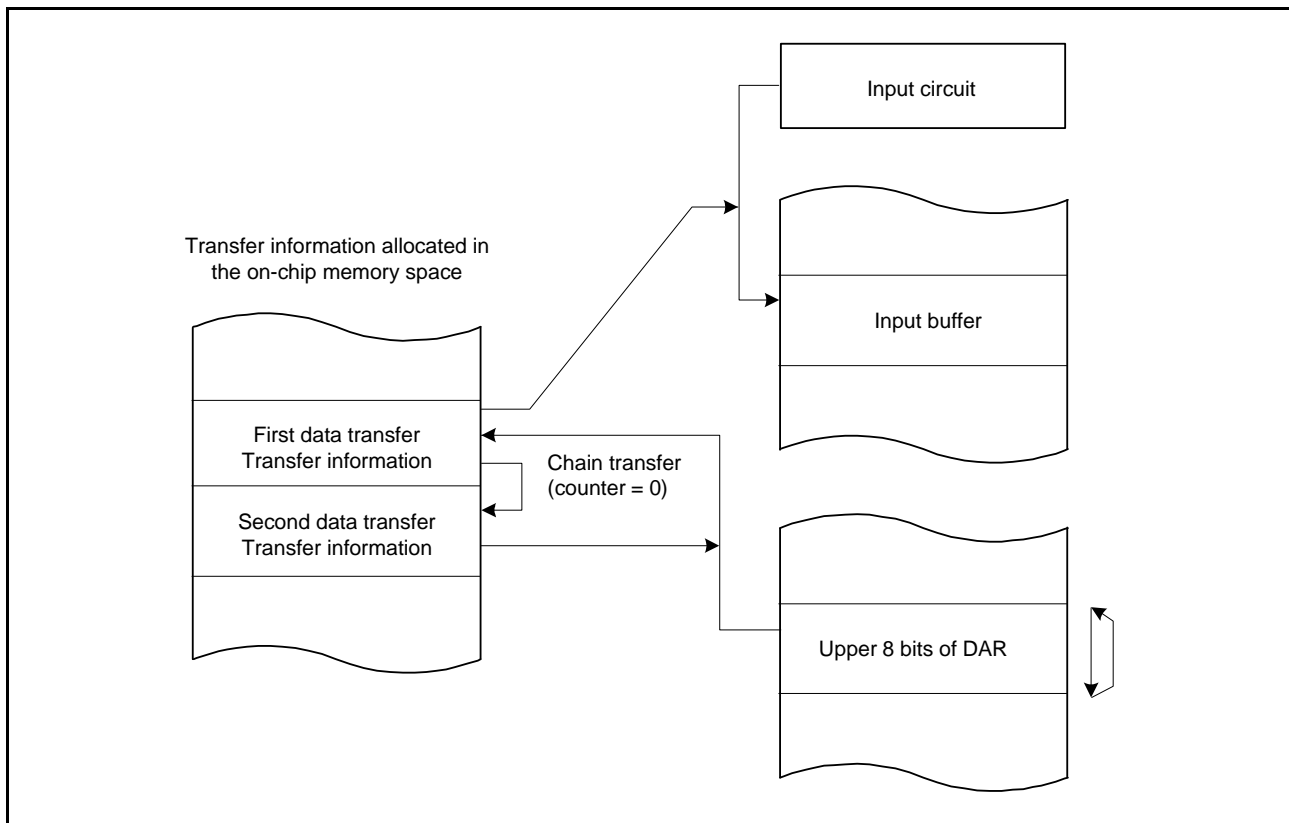 Input circuit
Transfer information allocated in
the on-chip memory space
Input buffer
First data transfer
Transfer information
Chain transfer
(counter = 0)
Second data transfer
Transfer information
Upper 8 bits of DAR